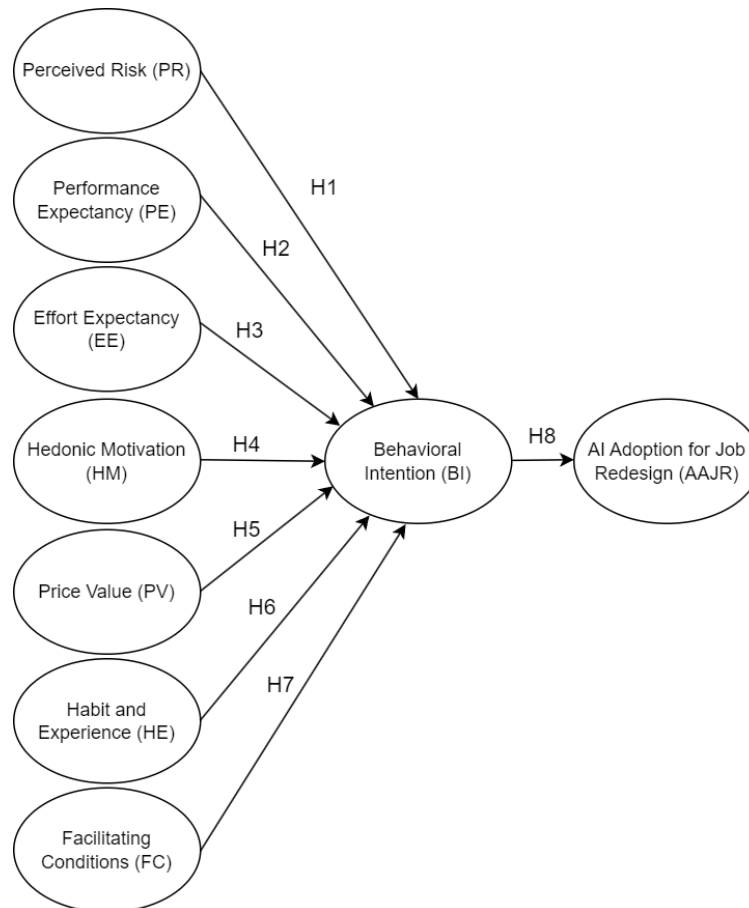 Perceived Risk (PR)
H1
Performance
Expectancy (PE)
H2
Effort Expectancy
(EE)
H3
Hedonic Motivation
(HM)
H4
Behavioral
Intention (BI)
H8
AI Adoption for Job
Redesign (AAJR)
Price Value (PV)
H5
Habit and
Experience (HE)
H6
Facilitating
Conditions (FC)
H7